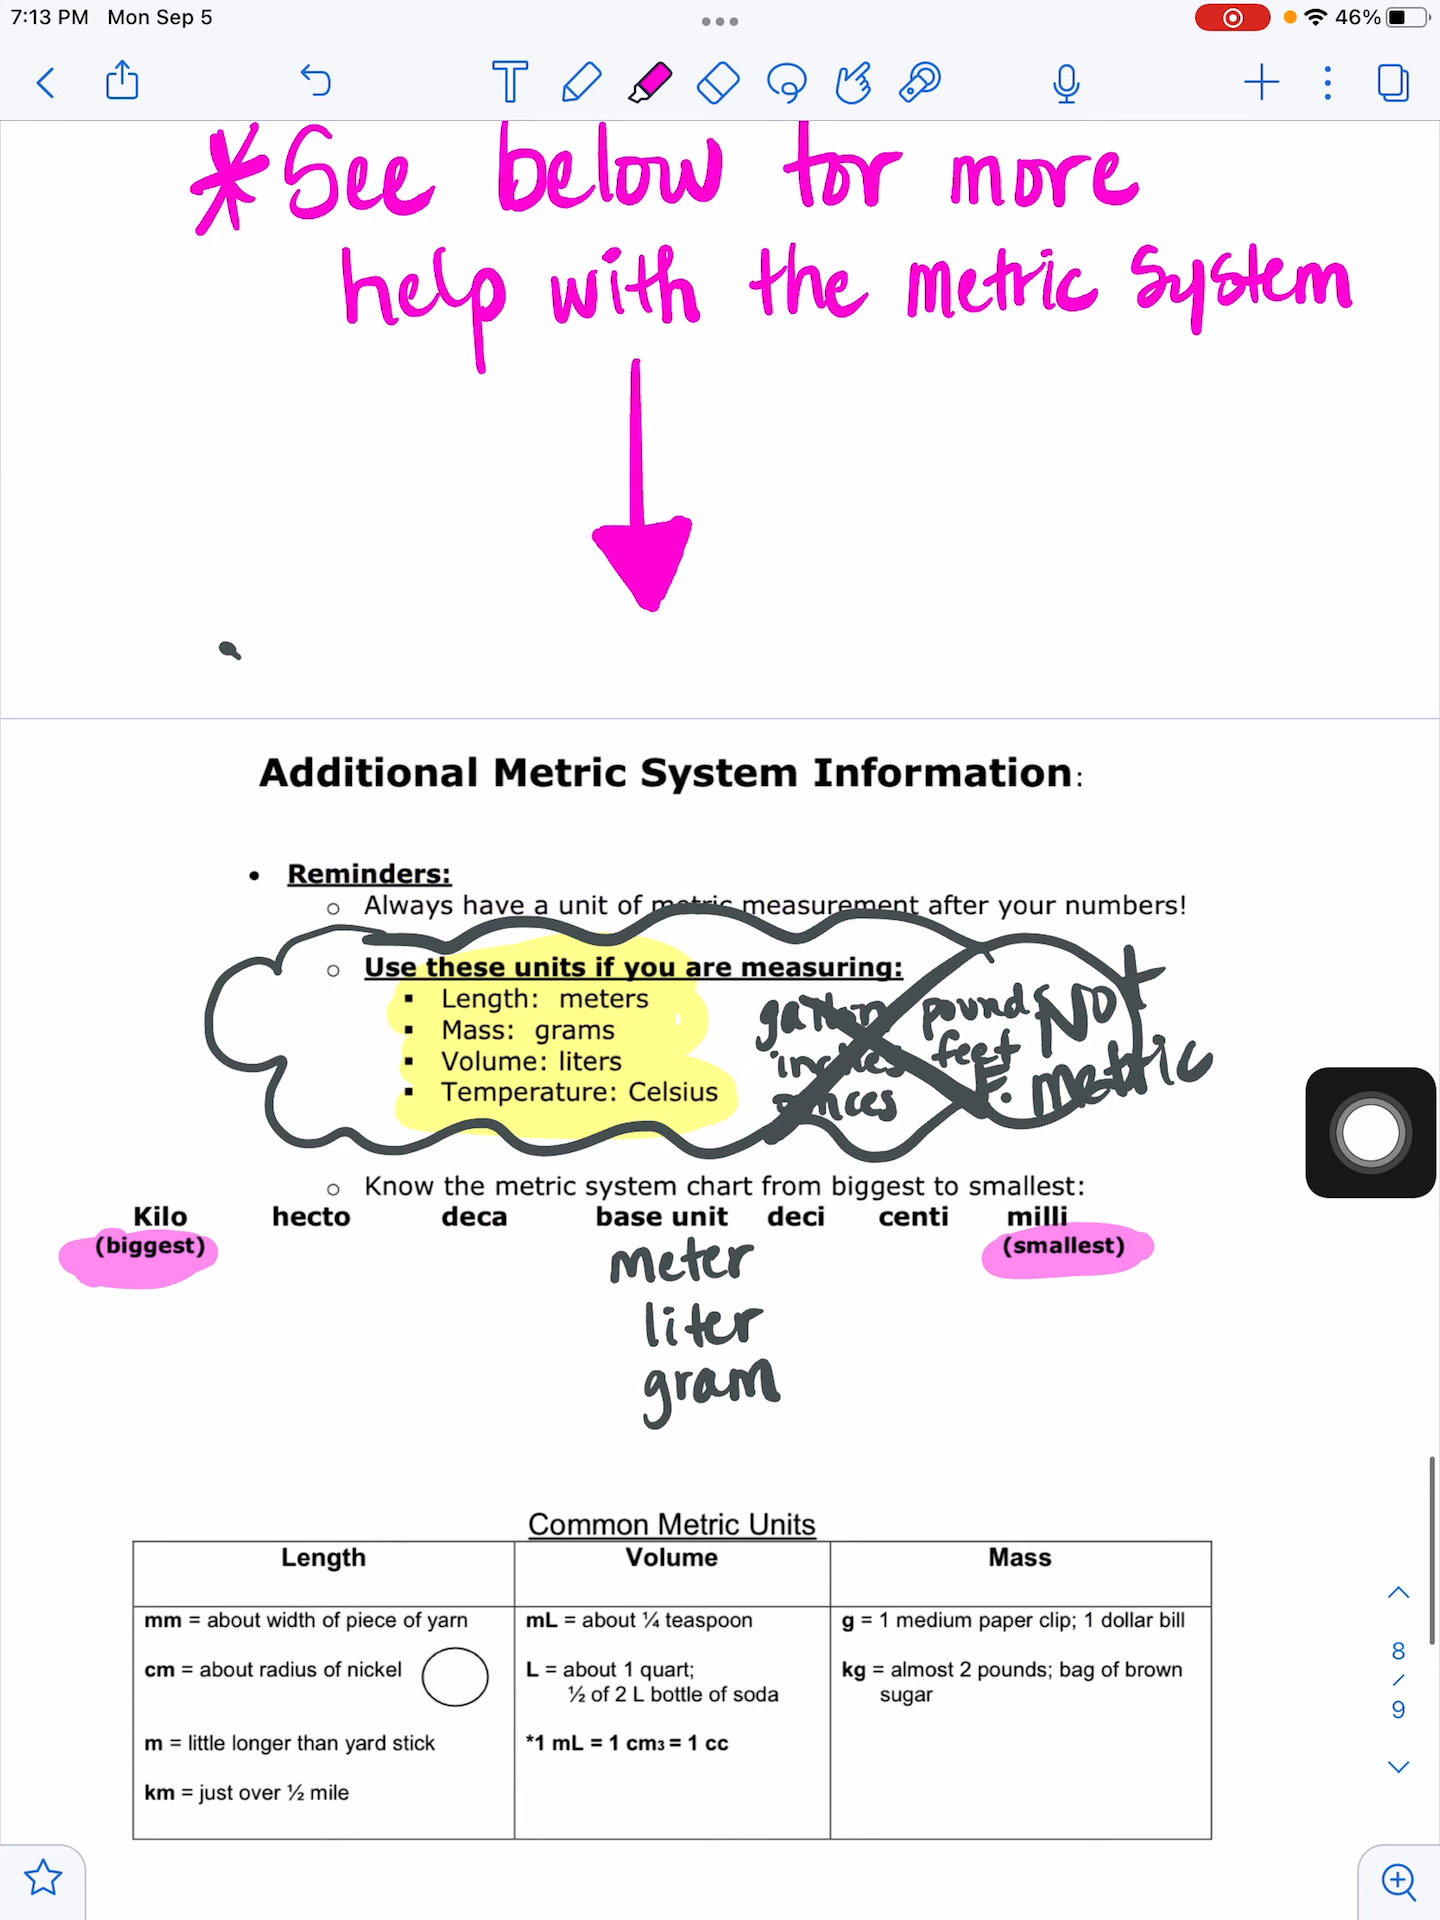 7:13 PM Mon Sep 5
46%
*See below for more
help with the metric system
Additional Metric System Information:
• Reminders:
o Always have a unit of metric measurement after your numbers!
o Use these units if you are measuring:
▪ Length: meters
▪ Mass: grams
▪ Volume: liters
▪ Temperature: Celsius
gallon pounds NOT
inches feet metric
ounces F.
o Know the metric system chart from biggest to smallest:
Kilo hecto deca base unit deci centi milli
(biggest) (smallest)
meter
liter
gram
Common Metric Units
Length Volume Mass
mm = about width of piece of yarn mL = about ¼ teaspoon g = 1 medium paper clip; 1 dollar bill
cm = about radius of nickel L = about 1 quart; kg = almost 2 pounds; bag of brown
½ of 2 L bottle of soda sugar
m = little longer than yard stick *1 mL = 1 cm3 = 1 cc
km = just over ½ mile
8
/
9